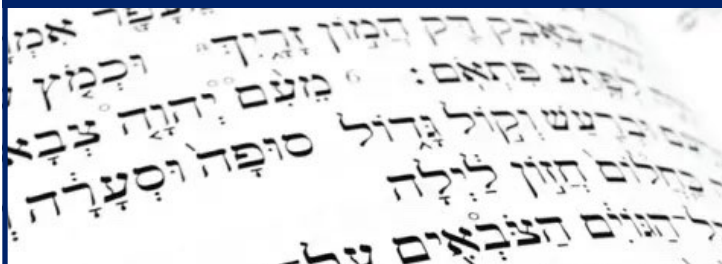 כְּאָבָק דַּק הֲמוֹן זָרָיִךְ וּכְמֹץ
לְפֶתַע פִּתְאֹם׃ 6 מֵעִם יְהוָה צְבָא
וּבְרַעַשׁ וְקוֹל גָּדוֹל סוּפָה וּסְעָרָה
כַּחֲלוֹם חֲזוֹן לַיְלָה
ל־הַגּוֹיִם הַצֹּבְאִים